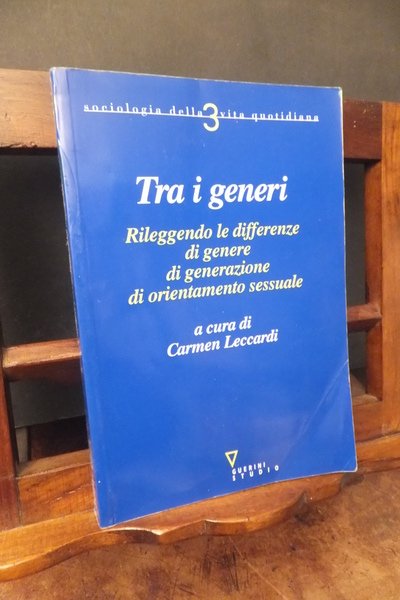 sociologia della 3 vita quotidiana
Tra i generi
Rileggendo le differenze
di genere
di generazione
di orientamento sessuale
a cura di
Carmen Leccardi
GUERINI
STUDIO